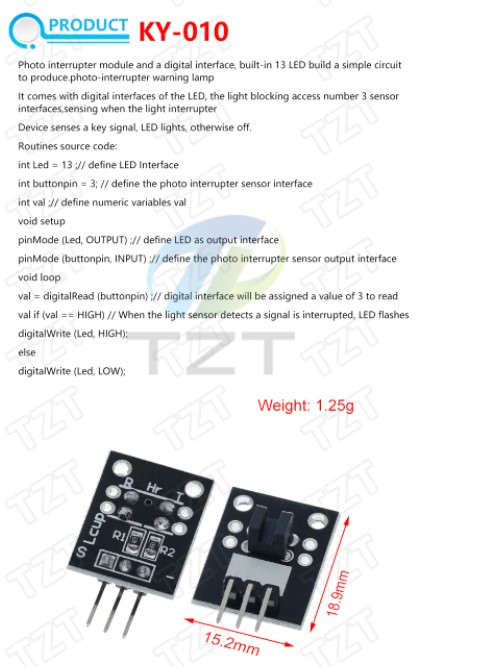 PRODUCT KY-010
Photo interrupter module and a digital interface, built-in 13 LED build a simple circuit
to produce.photo-interrupter warning lamp
It comes with digital interfaces of the LED, the light blocking access number 3 sensor
interfaces,sensing when the light interrupter
Device senses a key signal, LED lights, otherwise off.
Routines source code:
int Led = 13 ;// define LED Interface
int buttonpin = 3; // define the photo interrupter sensor interface
int val ;// define numeric variables val
void setup
pinMode (Led, OUTPUT) ;// define LED as output interface
pinMode (buttonpin, INPUT) ;// define the photo interrupter sensor output interface
void loop
val = digitalRead (buttonpin) ;// digital interface will be assigned a value of 3 to read
val if (val == HIGH) // When the light sensor detects a signal is interrupted, LED flashes
digitalWrite (Led, HIGH);
else
digitalWrite (Led, LOW);
TZT
Weight: 1.25g
B Hr T
Lcup
R1 R2
S -
18.9mm
15.2mm